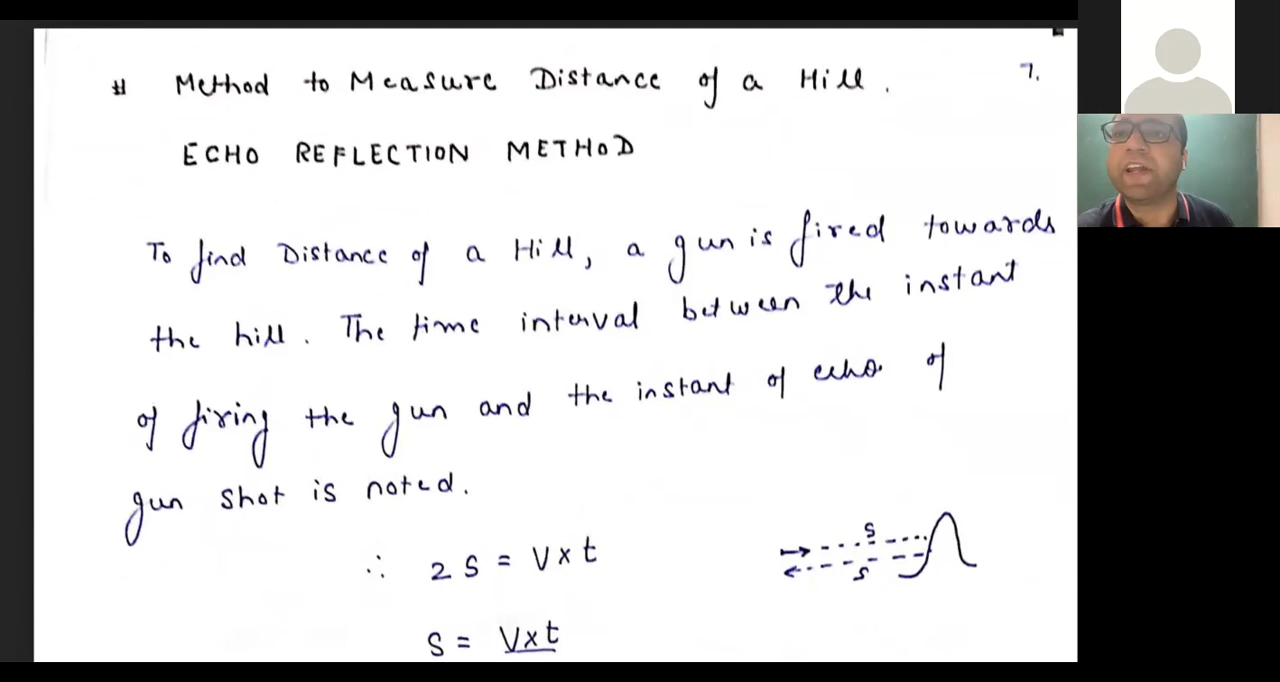 # Method to Measure Distance of a Hill. 7.
ECHO REFLECTION METHOD
To find Distance of a Hill, a gun is fired towards
the hill. The time interval between the instant
of firing the gun and the instant of echo of
gun shot is noted.
∴ 2 S = V x t
S
S
S = V x t